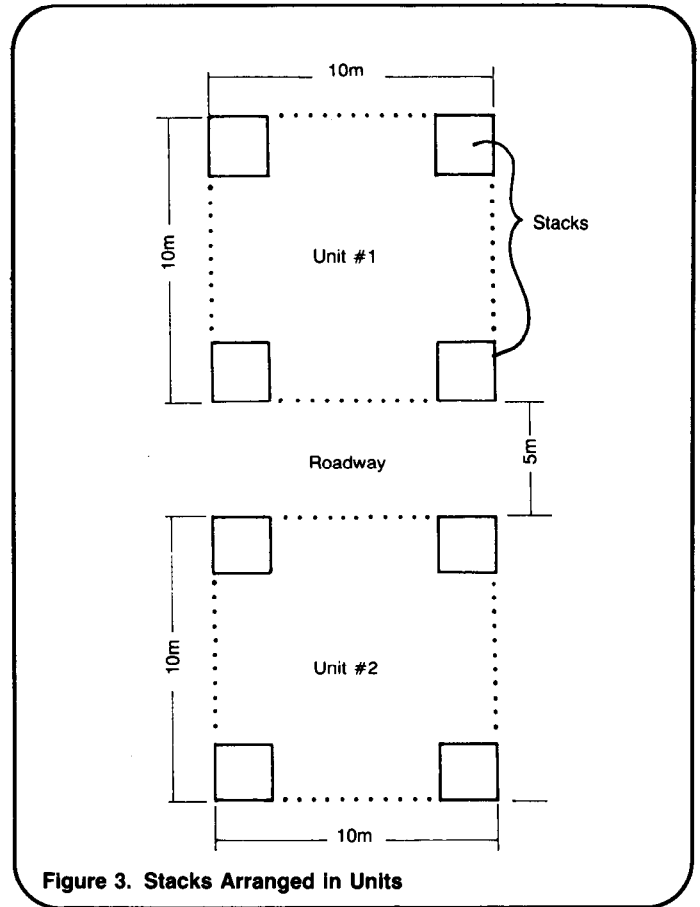 10m
10m
Unit #1
Stacks
Roadway
5m
10m
Unit #2
10m
Figure 3. Stacks Arranged in Units